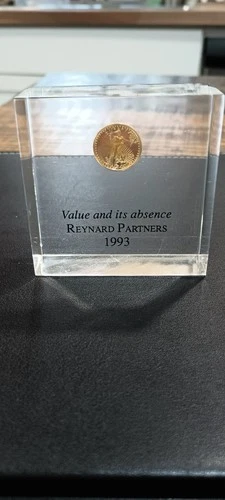 Value and its absence
REYNARD PARTNERS
1993